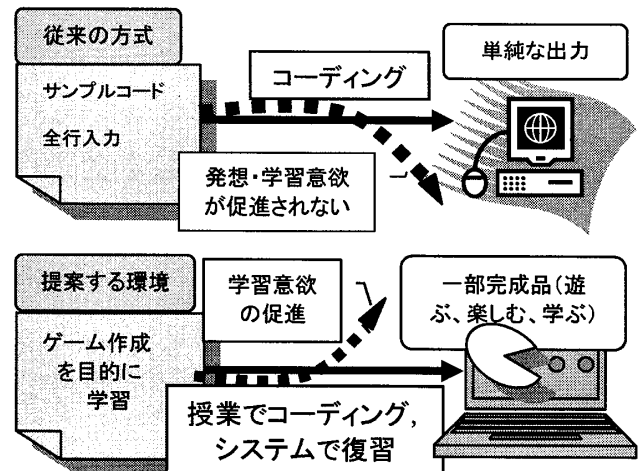 従来の方式
サンプルコード
全行入力
コーディング
発想・学習意欲
が促進されない
単純な出力
提案する環境
ゲーム作成
を目的に
学習
学習意欲
の促進
授業でコーディング,
システムで復習
一部完成品(遊
ぶ、楽しむ、学ぶ)